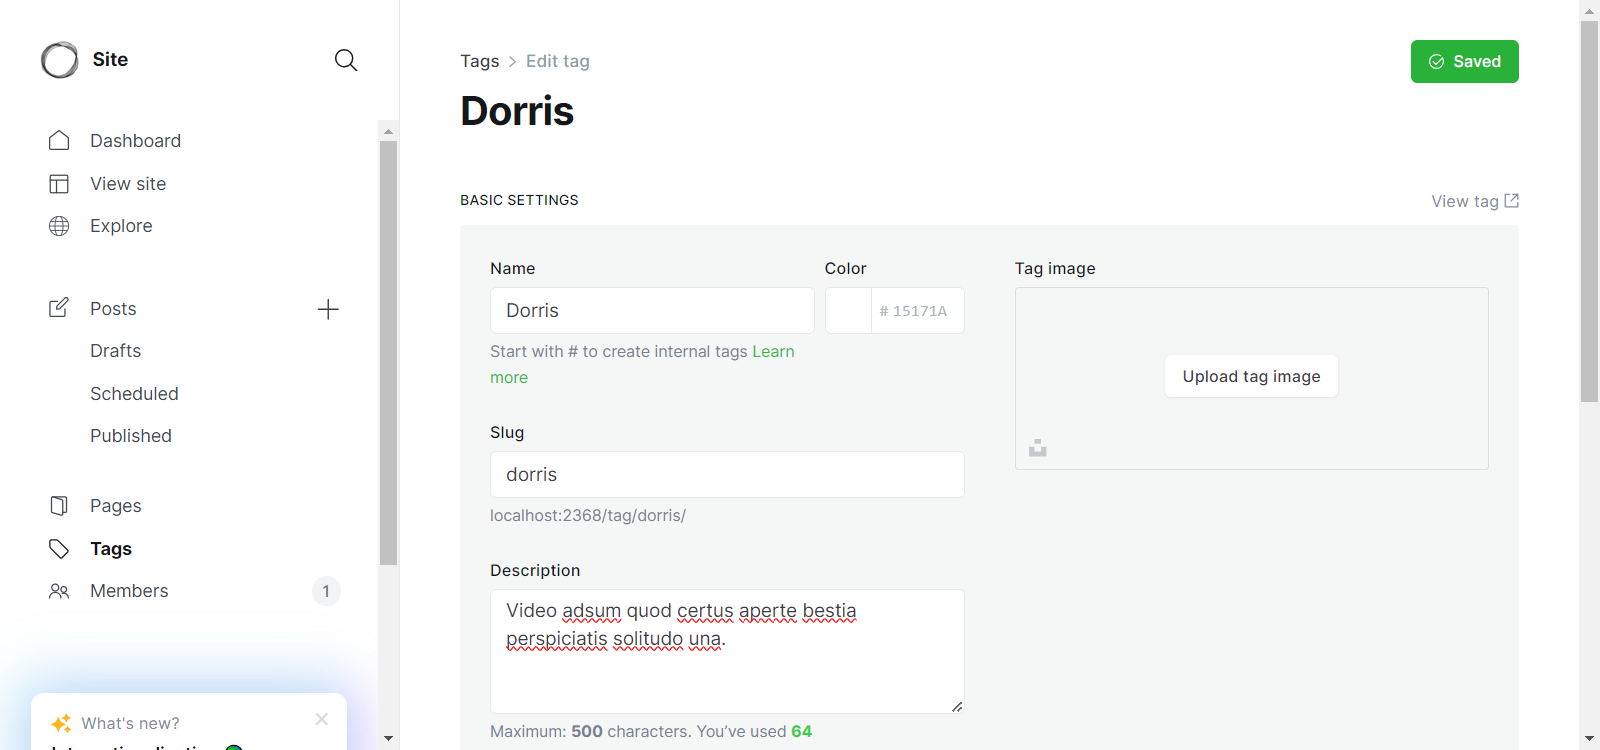 Site
Dashboard
View site
Explore
Posts
Drafts
Scheduled
Published
Pages
Tags
Members
1
What's new?
Tags > Edit tag
Saved
Dorris
BASIC SETTINGS
View tag
Name
Dorris
Start with # to create internal tags Learn
more
Color
# 15171A
Slug
dorris
localhost:2368/tag/dorris/
Description
Video adsum quod certus aperte bestia
perspiciatis solitudo una.
Maximum: 500 characters. You've used 64
Tag image
Upload tag image